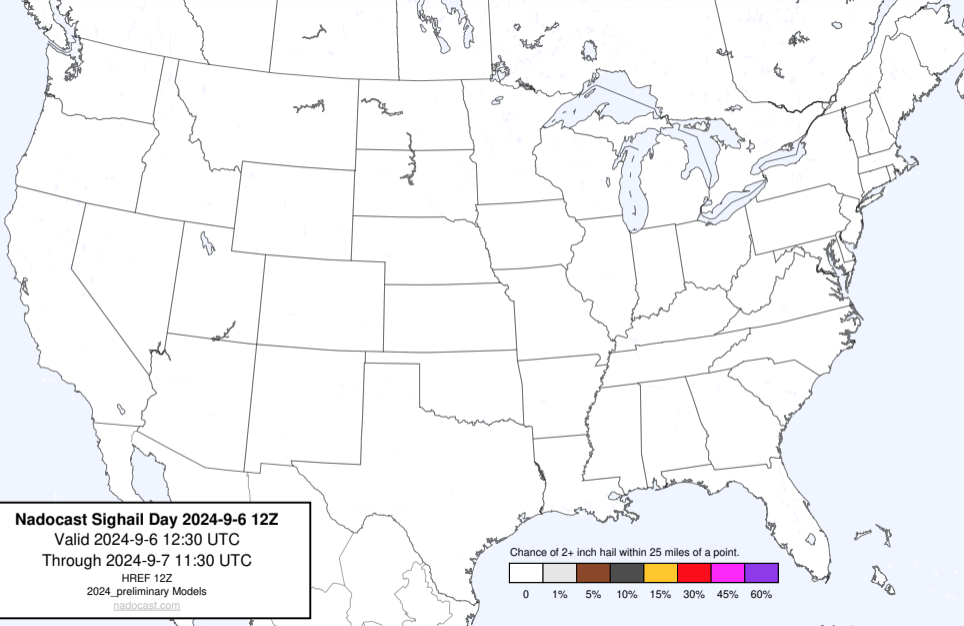 Nadocast Sighail Day 2024-9-6 12Z
Valid 2024-9-6 12:30 UTC
Through 2024-9-7 11:30 UTC
HREF 12Z
2024_preliminary Models
nadocast.com
Chance of 2+ inch hail within 25 miles of a point.
0 1% 5% 10% 15% 30% 45% 60%